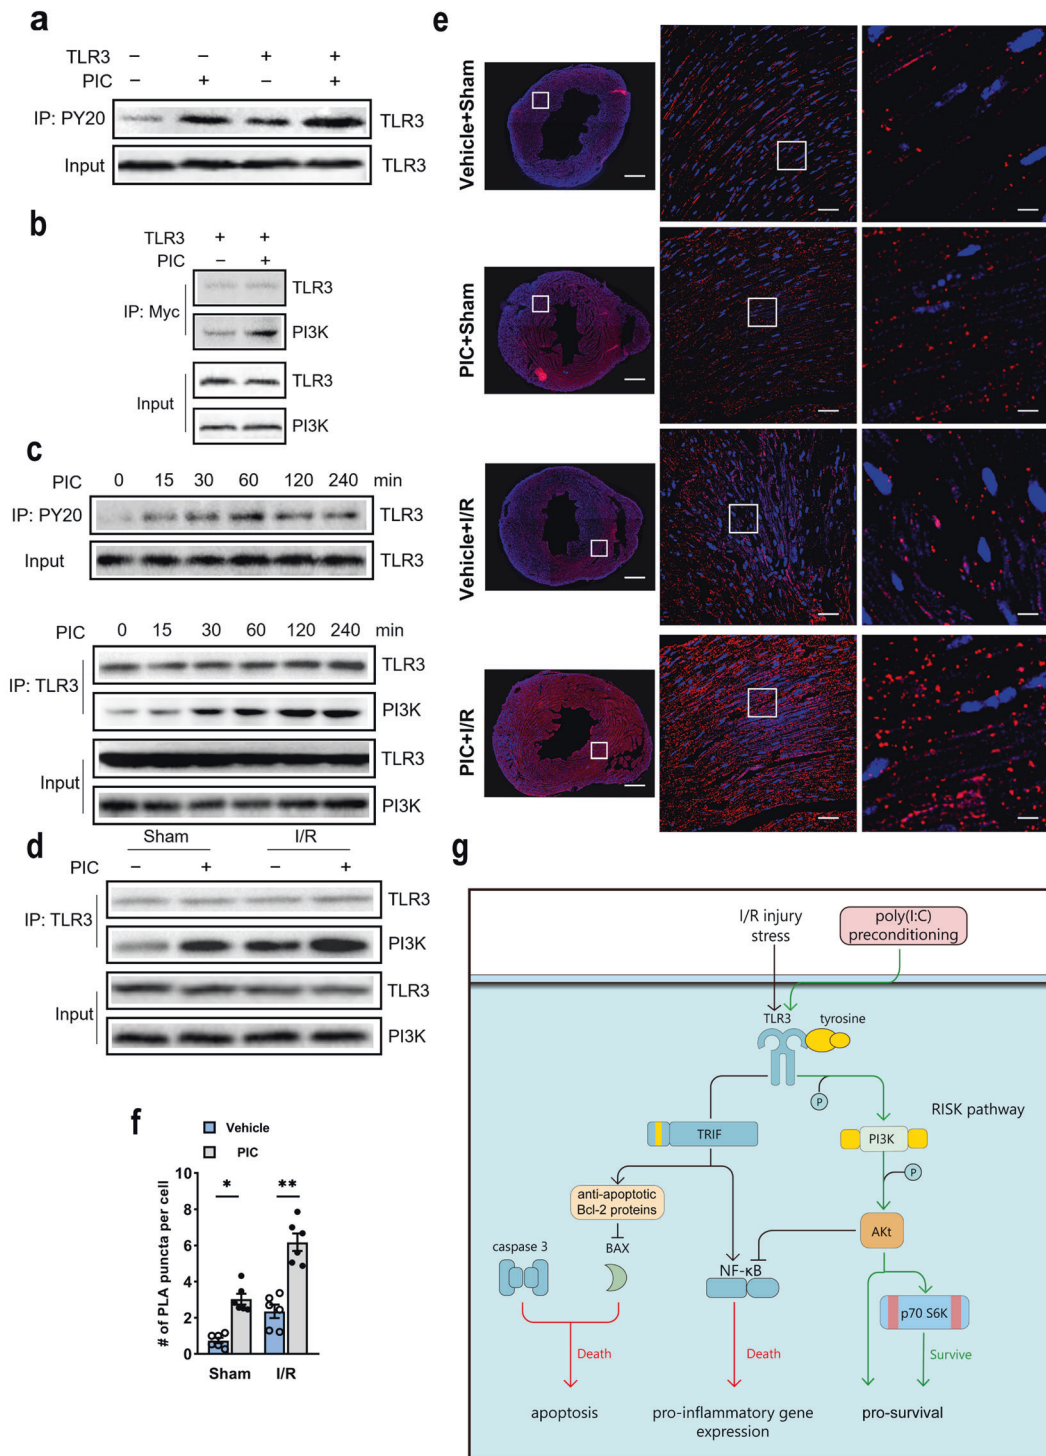 a
TLR3 – – + +
PIC – + – +
IP: PY20 TLR3
Input TLR3
b
TLR3 + +
PIC – +
IP: Myc
TLR3
PI3K
Input
TLR3
PI3K
c
PIC 0 15 30 60 120 240 min
IP: PY20 TLR3
Input TLR3
PIC 0 15 30 60 120 240 min
IP: TLR3
TLR3
PI3K
Input
TLR3
PI3K
d
Sham I/R
PIC – + – +
IP: TLR3
TLR3
PI3K
Input
TLR3
PI3K
e
Vehicle+Sham
PIC+Sham
Vehicle+I/R
PIC+I/R
f
Vehicle
PIC
# of PLA puncta per cell
10
8
6
4
2
0
* **
Sham I/R
g
I/R injury
stress
poly(I:C)
preconditioning
TLR3 tyrosine
P
RISK pathway
TRIF
PI3K
P
anti-apoptotic
Bcl-2 proteins
AKt
caspase 3 BAX
NF-κB
p70 S6K
Death Death Survive
apoptosis
pro-inflammatory gene
expression
pro-survival